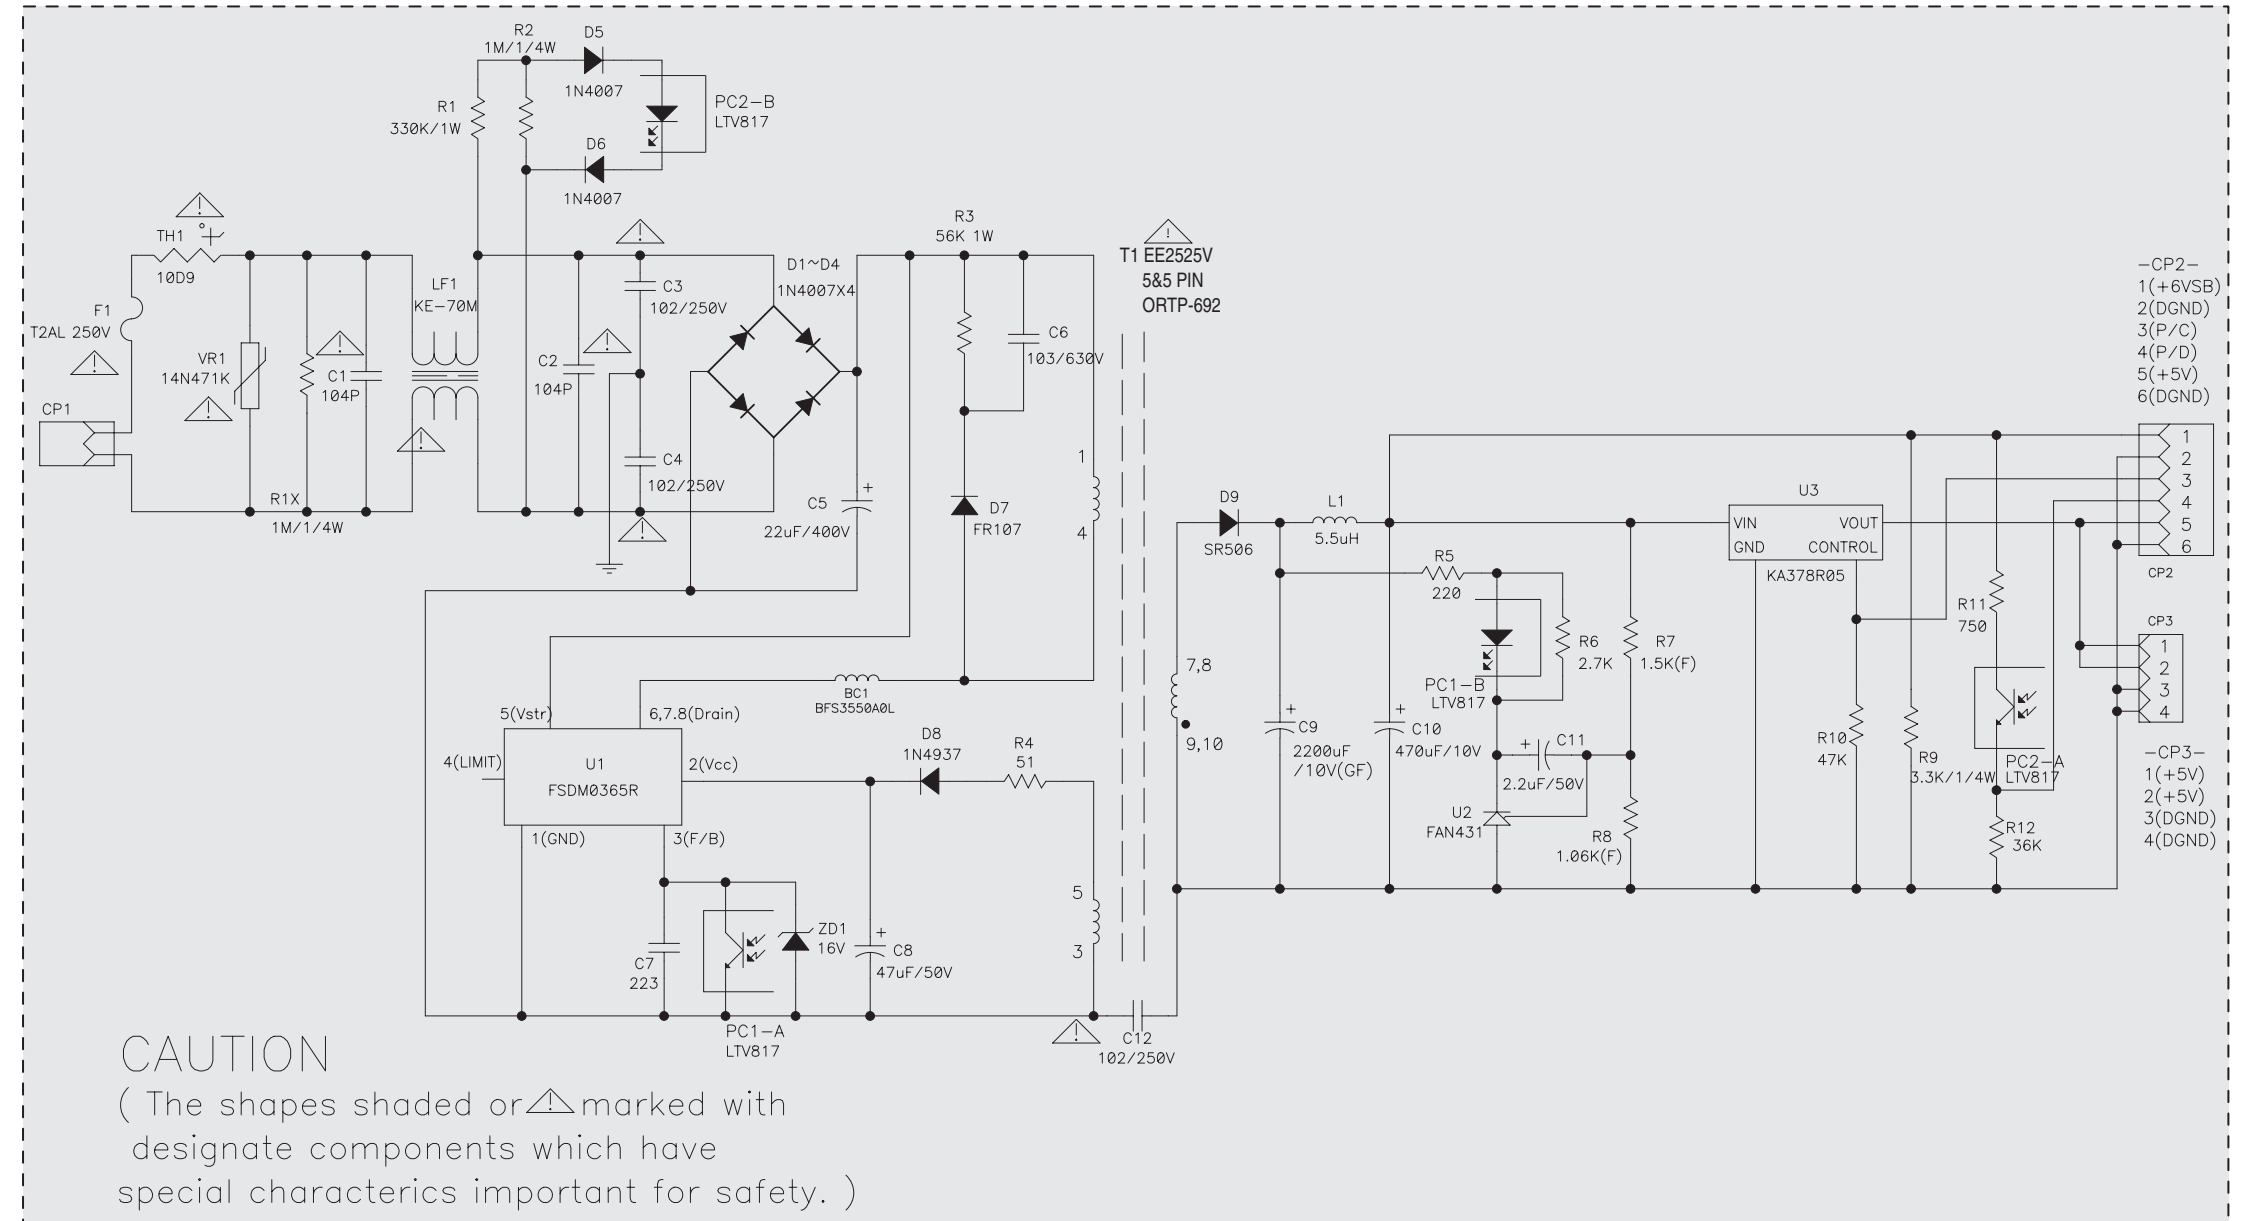 R2
1M/1/4W
D5
1N4007
R1
330K/1W
PC2-B
LTV817
D6
1N4007
TH1
10D9
F1
T2AL 250V
CP1
VR1
14N471K
R1X
1M/1/4W
C1
104P
LF1
KE-70M
C2
104P
C3
102/250V
C4
102/250V
D1~D4
1N4007X4
C5
22uF/400V
+
R3
56K 1W
C6
103/630V
D7
FR107
T1 EE2525V
5&5 PIN
ORTP-692
1
4
BC1
BFS3550A0L
5(Vstr)
6,7.8(Drain)
4(LIMIT)
U1
FSDM0365R
2(Vcc)
1(GND)
3(F/B)
D8
1N4937
R4
51
5
3
C7
223
PC1-A
LTV817
ZD1
16V
+
C8
47uF/50V
C12
102/250V
7,8
9,10
D9
SR506
L1
5.5uH
R5
220
+
C9
2200uF
/10V(GF)
+
C10
470uF/10V
PC1-B
LTV817
R6
2.7K
R7
1.5K(F)
+
C11
2.2uF/50V
U2
FAN431
R8
1.06K(F)
U3
VIN
VOUT
GND
CONTROL
KA378R05
R10
47K
R9
3.3K/1/4W
R11
750
PC2-A
LTV817
R12
36K
-CP2-
1(+6VSB)
2(DGND)
3(P/C)
4(P/D)
5(+5V)
6(DGND)
1
2
3
4
5
6
CP2
CP3
1
2
3
4
-CP3-
1(+5V)
2(+5V)
3(DGND)
4(DGND)
CAUTION
( The shapes shaded or ⚠ marked with
designate components which have
special characterics important for safety. )